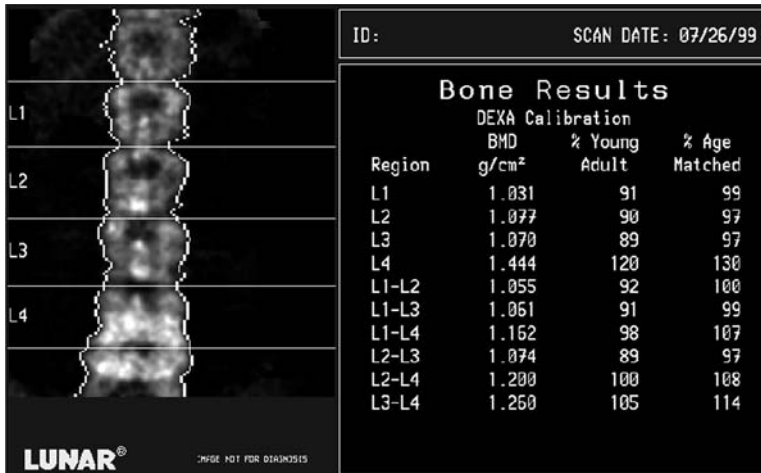 L1
L2
L3
L4
LUNAR®
IMAGE NOT FOR DIAGNOSIS
ID: SCAN DATE: 07/26/99
Bone Results
DEXA Calibration
BMD % Young % Age
Region g/cm² Adult Matched
L1 1.031 91 99
L2 1.077 90 97
L3 1.070 89 97
L4 1.444 120 130
L1-L2 1.055 92 100
L1-L3 1.061 91 99
L1-L4 1.162 98 107
L2-L3 1.074 89 97
L2-L4 1.200 100 108
L3-L4 1.260 105 114